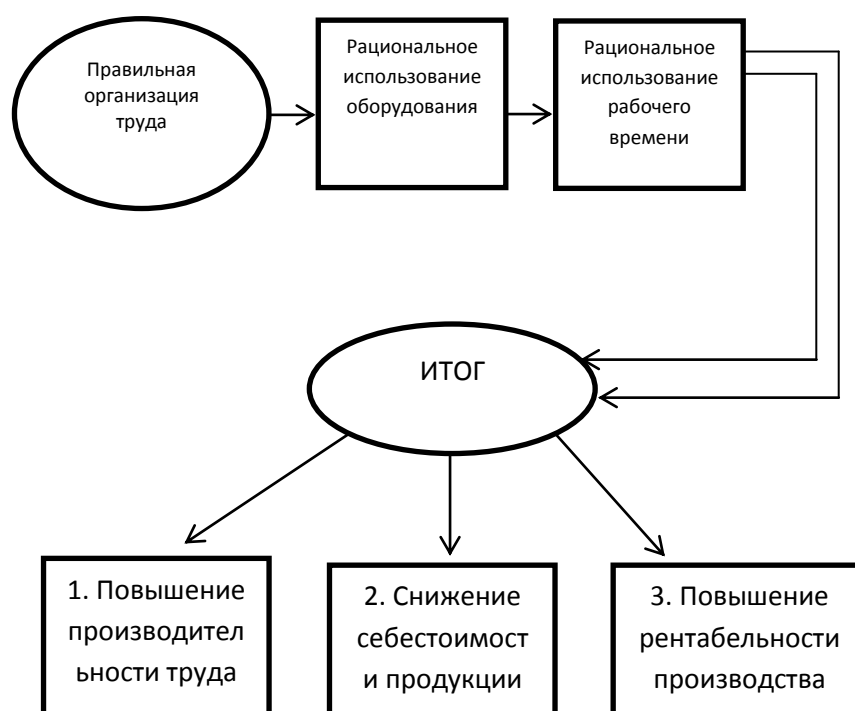 Правильная
организация
труда
Рациональное
использование
оборудования
Рациональное
использование
рабочего
времени
ИТОГ
1. Повышение
производител
ьности труда
2. Снижение
себестоимост
и продукции
3. Повышение
рентабельности
производства